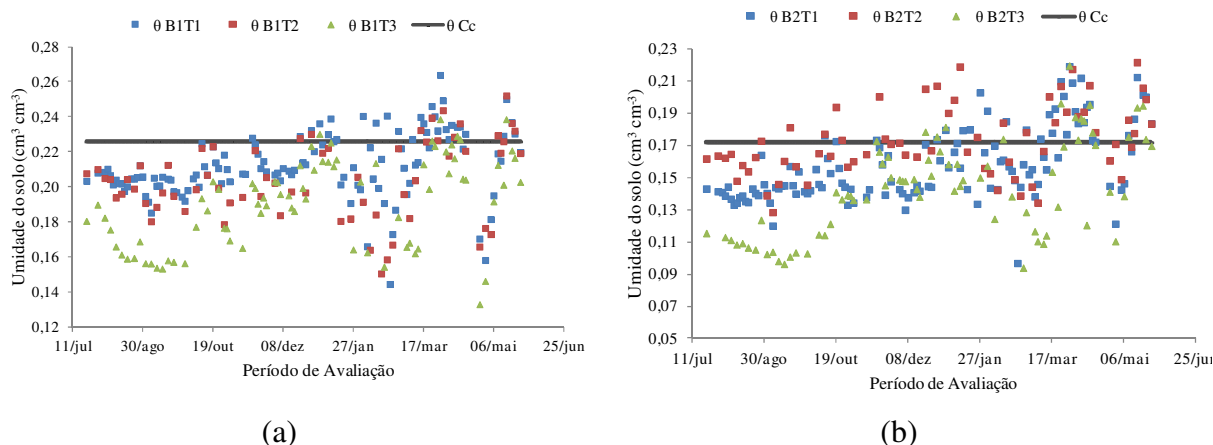 θ B1T1 θ B1T2 θ B1T3 θ Cc
0,28
0,26
0,24
0,22
0,20
0,18
0,16
0,14
0,12
Umidade do solo (cm³ cm⁻³)
11/jul 30/ago 19/out 08/dez 27/jan 17/mar 06/mai 25/jun
Período de Avaliação
(a)
θ B2T1 θ B2T2 θ B2T3 θ Cc
0,23
0,21
0,19
0,17
0,15
0,13
0,11
0,09
0,07
0,05
Umidade do solo (cm³ cm⁻³)
11/jul 30/ago 19/out 08/dez 27/jan 17/mar 06/mai 25/jun
Período de Avaliação
(b)